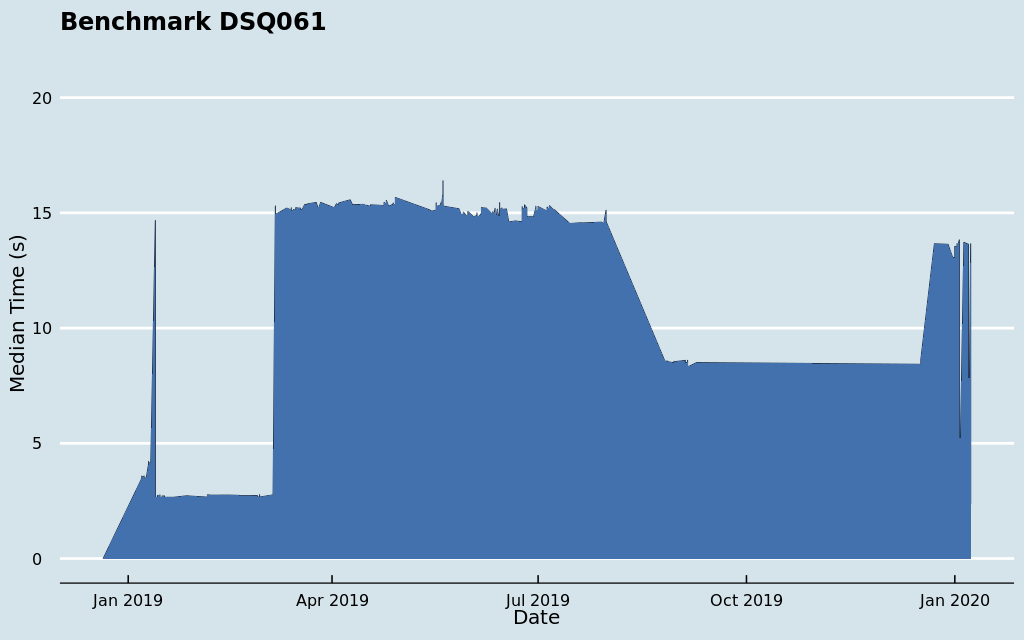 Benchmark DSQ061
Median Time (s)
20
15
10
5
0
Jan 2019
Apr 2019
Jul 2019
Oct 2019
Jan 2020
Date